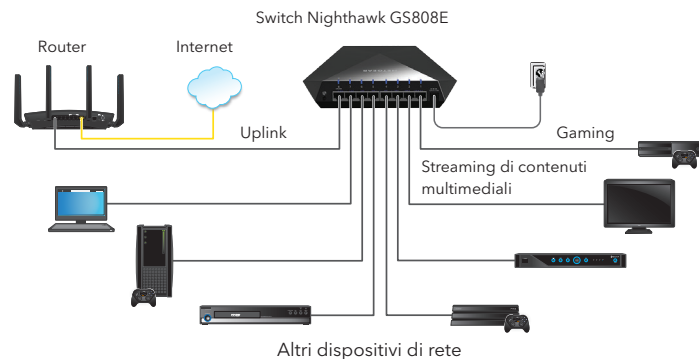 Switch Nighthawk GS808E
Router
Internet
Uplink
Gaming
Streaming di contenuti
multimediali
Altri dispositivi di rete